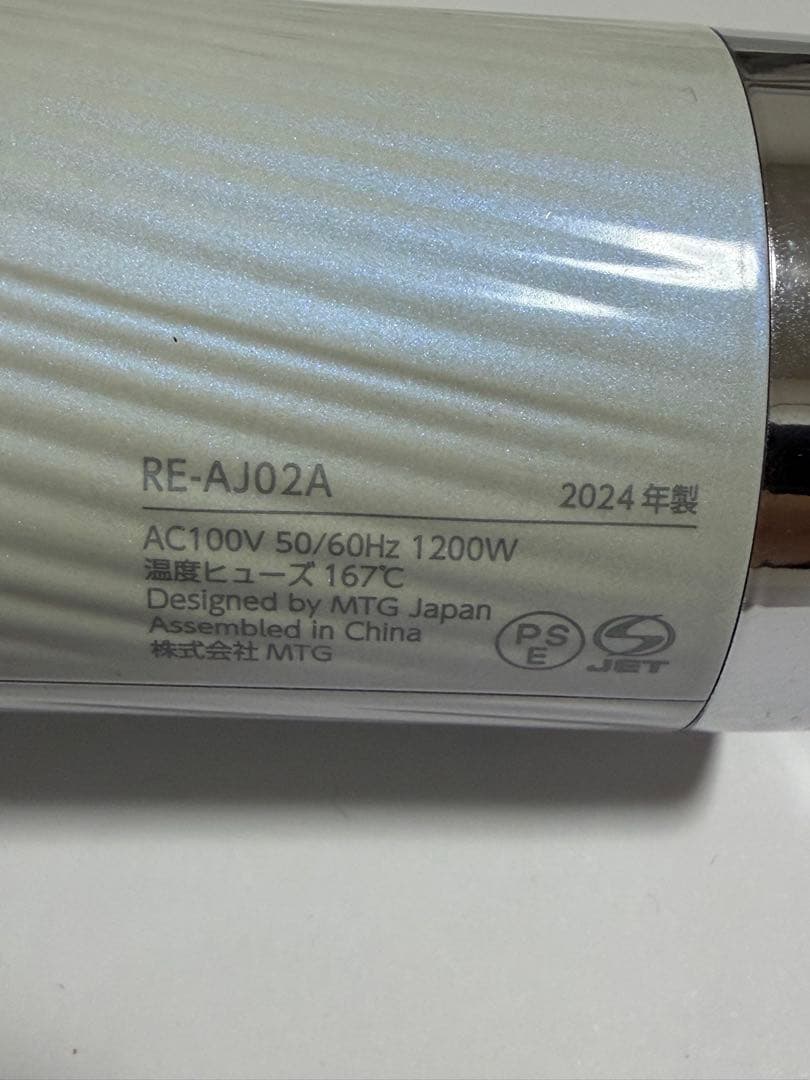 RE-AJ02A 2024年製
AC100V 50/60Hz 1200W
温度ヒューズ 167℃
Designed by MTG Japan
Assembled in China
株式会社 MTG
PS
E
JET